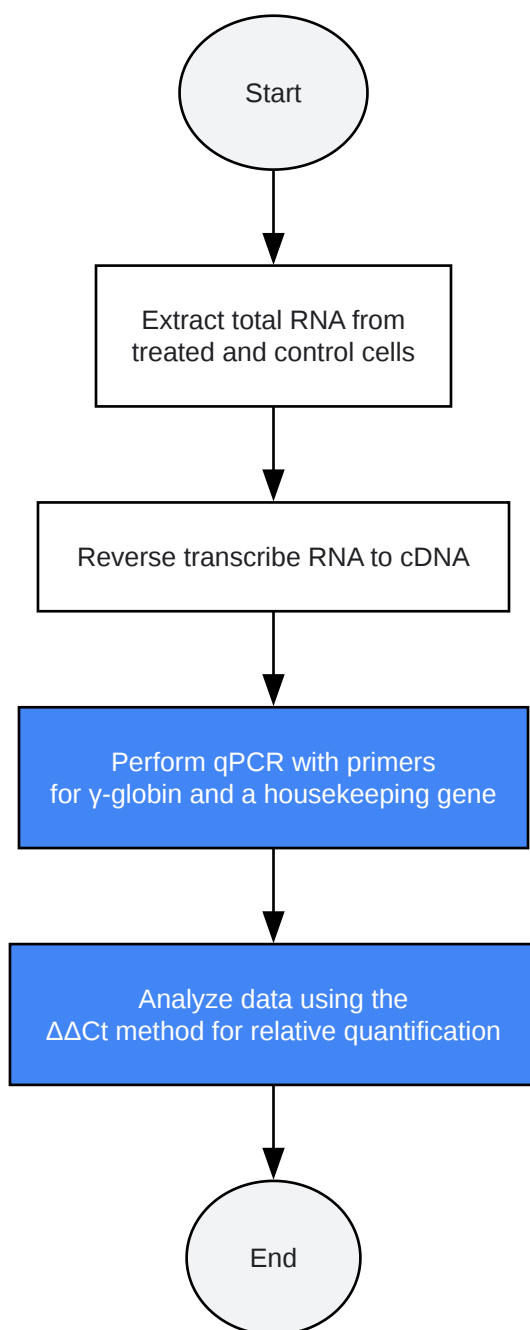 Start
Extract total RNA from
treated and control cells
Reverse transcribe RNA to cDNA
Perform qPCR with primers
for γ-globin and a housekeeping gene
Analyze data using the
ΔΔCt method for relative quantification
End